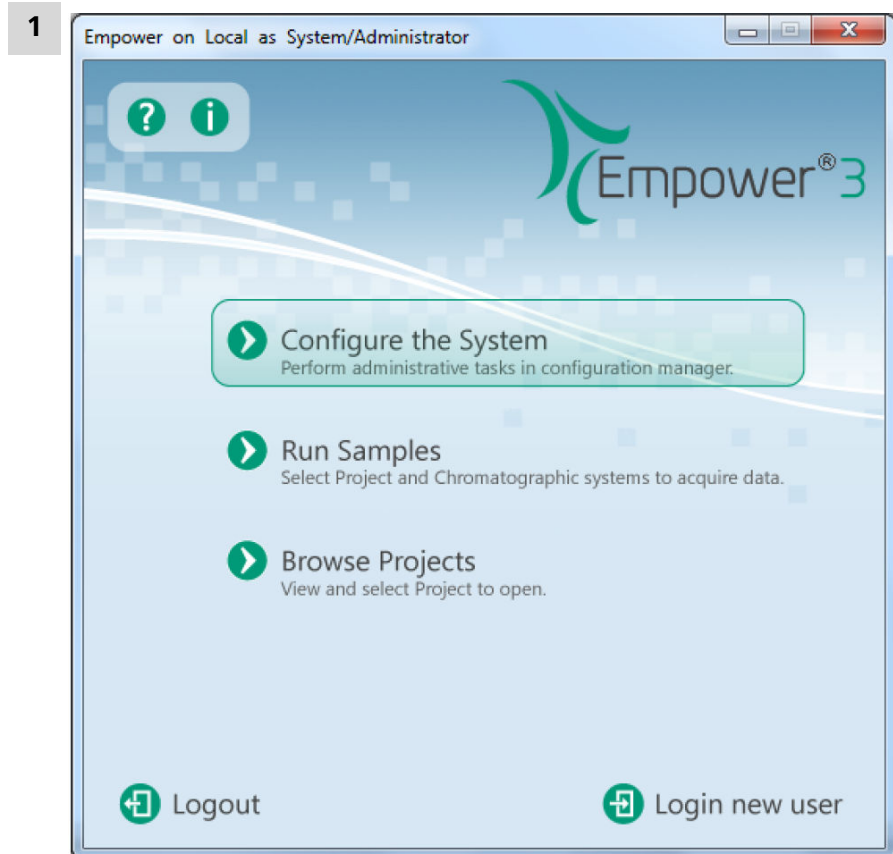 1
Empower on Local as System/Administrator
? i
Empower®3
Configure the System
Perform administrative tasks in configuration manager.
Run Samples
Select Project and Chromatographic systems to acquire data.
Browse Projects
View and select Project to open.
Logout
Login new user